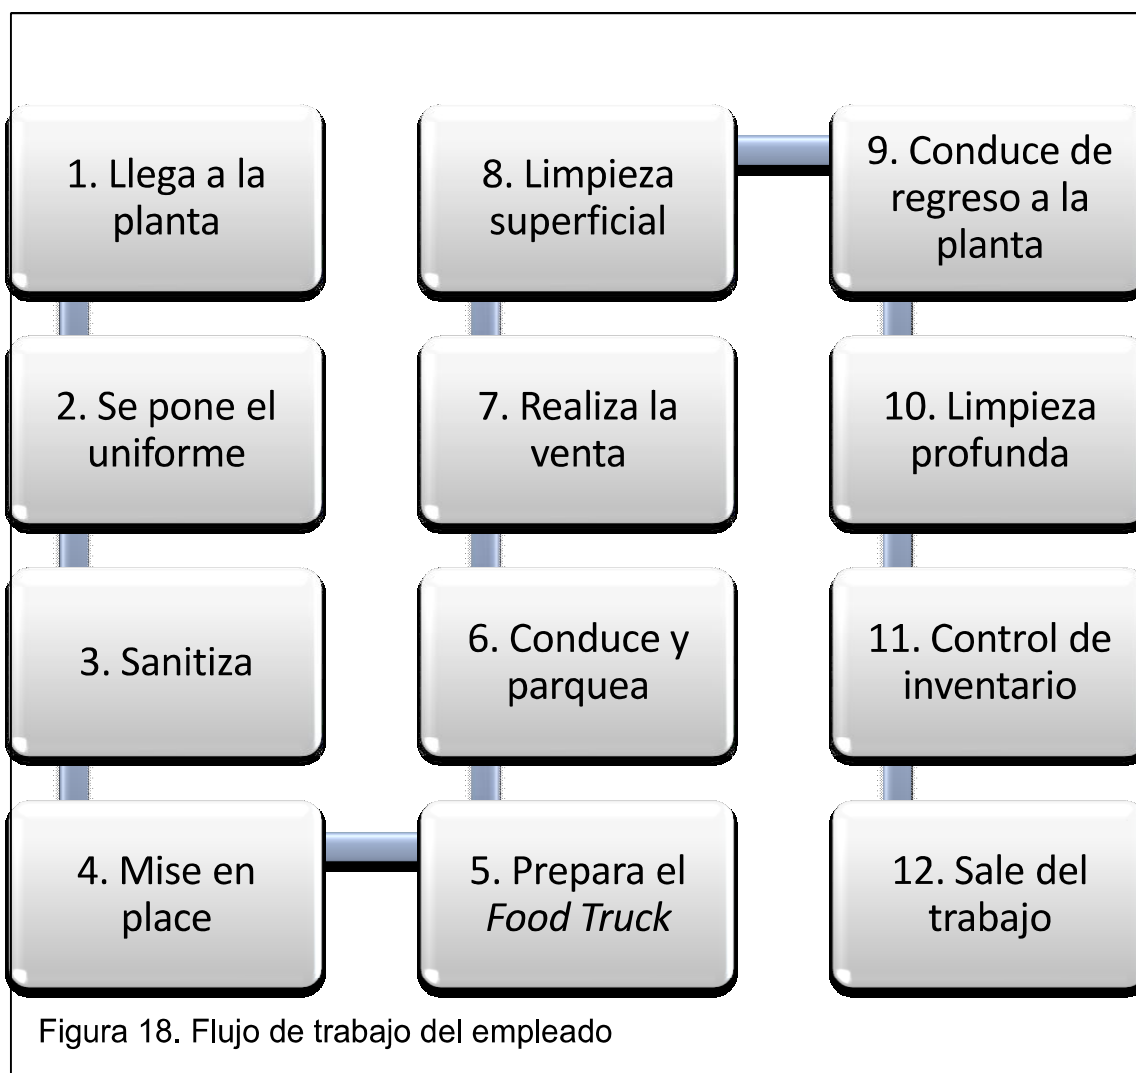 1. Llega a la
planta
2. Se pone el
uniforme
3. Sanitiza
4. Mise en
place
5. Prepara el
Food Truck
6. Conduce y
parquea
7. Realiza la
venta
8. Limpieza
superficial
9. Conduce de
regreso a la
planta
10. Limpieza
profunda
11. Control de
inventario
12. Sale del
trabajo
Figura 18. Flujo de trabajo del empleado